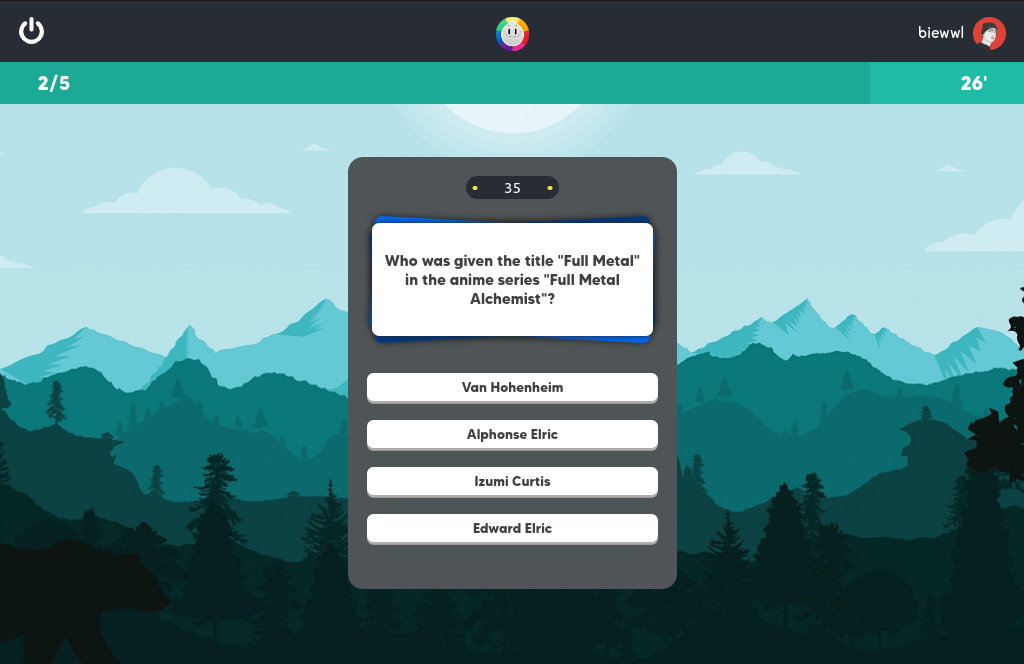 biewwl
2/5
26'
35
Who was given the title "Full Metal"
in the anime series "Full Metal
Alchemist"?
Van Hohenheim
Alphonse Elric
Izumi Curtis
Edward Elric